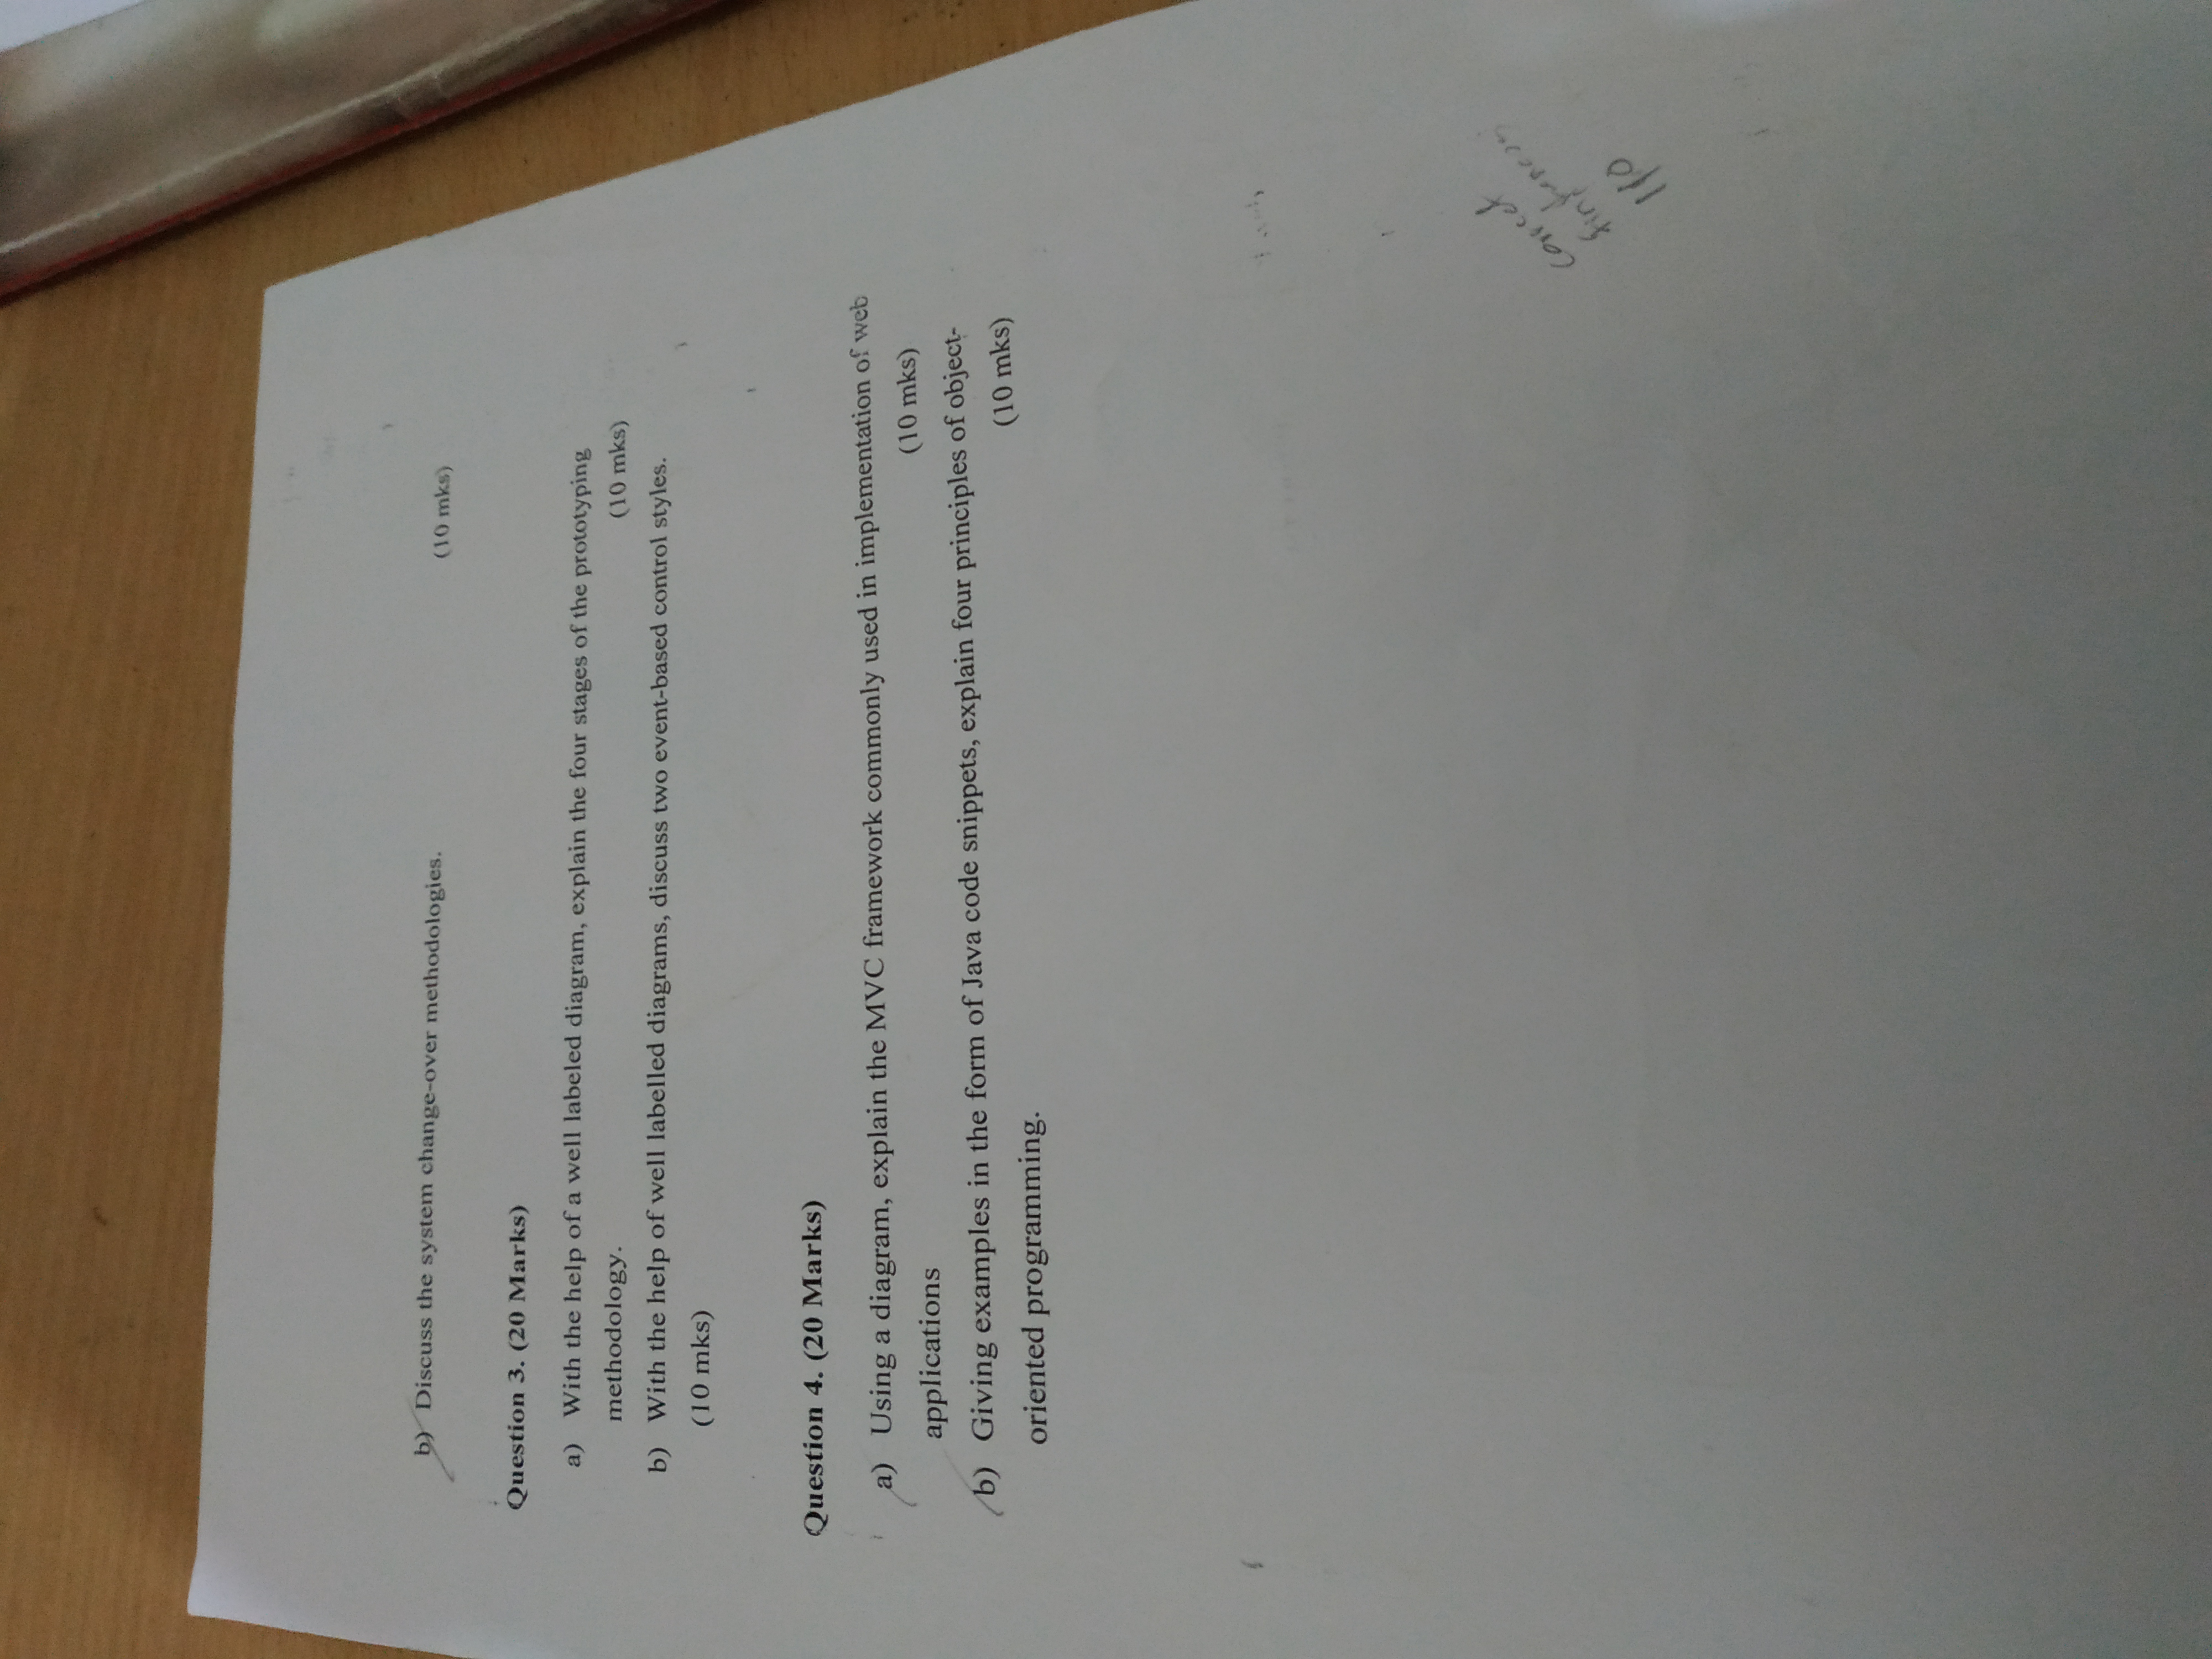 b) Discuss the system change-over methodologies. (10 mks)
Question 3. (20 Marks)
a) With the help of a well labeled diagram, explain the four stages of the prototyping
methodology. (10 mks)
b) With the help of well labelled diagrams, discuss two event-based control styles.
(10 mks)
Question 4. (20 Marks)
a) Using a diagram, explain the MVC framework commonly used in implementation of web
applications (10 mks)
b) Giving examples in the form of Java code snippets, explain four principles of object-
oriented programming. (10 mks)
correct